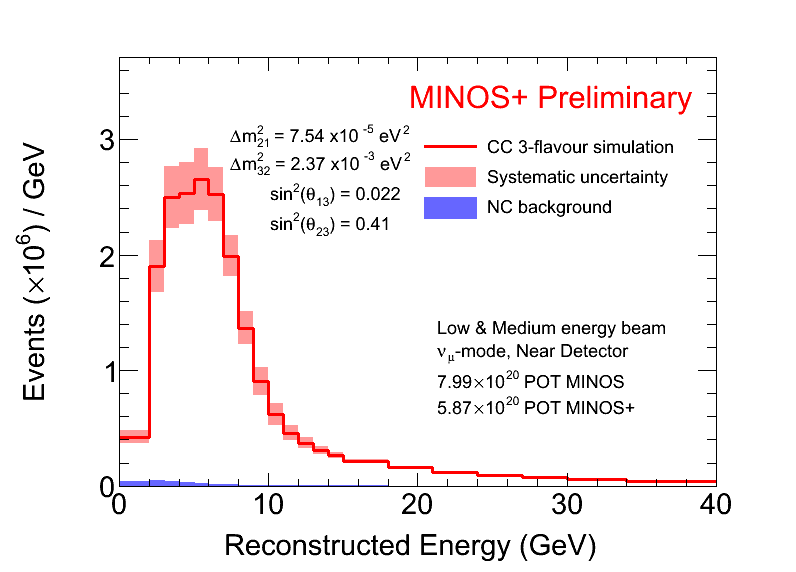 MINOS+ Preliminary
Δm²₂₁ = 7.54 x10⁻⁵ eV²
Δm²₃₂ = 2.37 x10⁻³ eV²
sin²(θ₁₃) = 0.022
sin²(θ₂₃) = 0.41
CC 3-flavour simulation
Systematic uncertainty
NC background
Low & Medium energy beam
νμ-mode, Near Detector
7.99×10²⁰ POT MINOS
5.87×10²⁰ POT MINOS+
Events (×10⁶) / GeV
3
2
1
0
0 10 20 30 40
Reconstructed Energy (GeV)